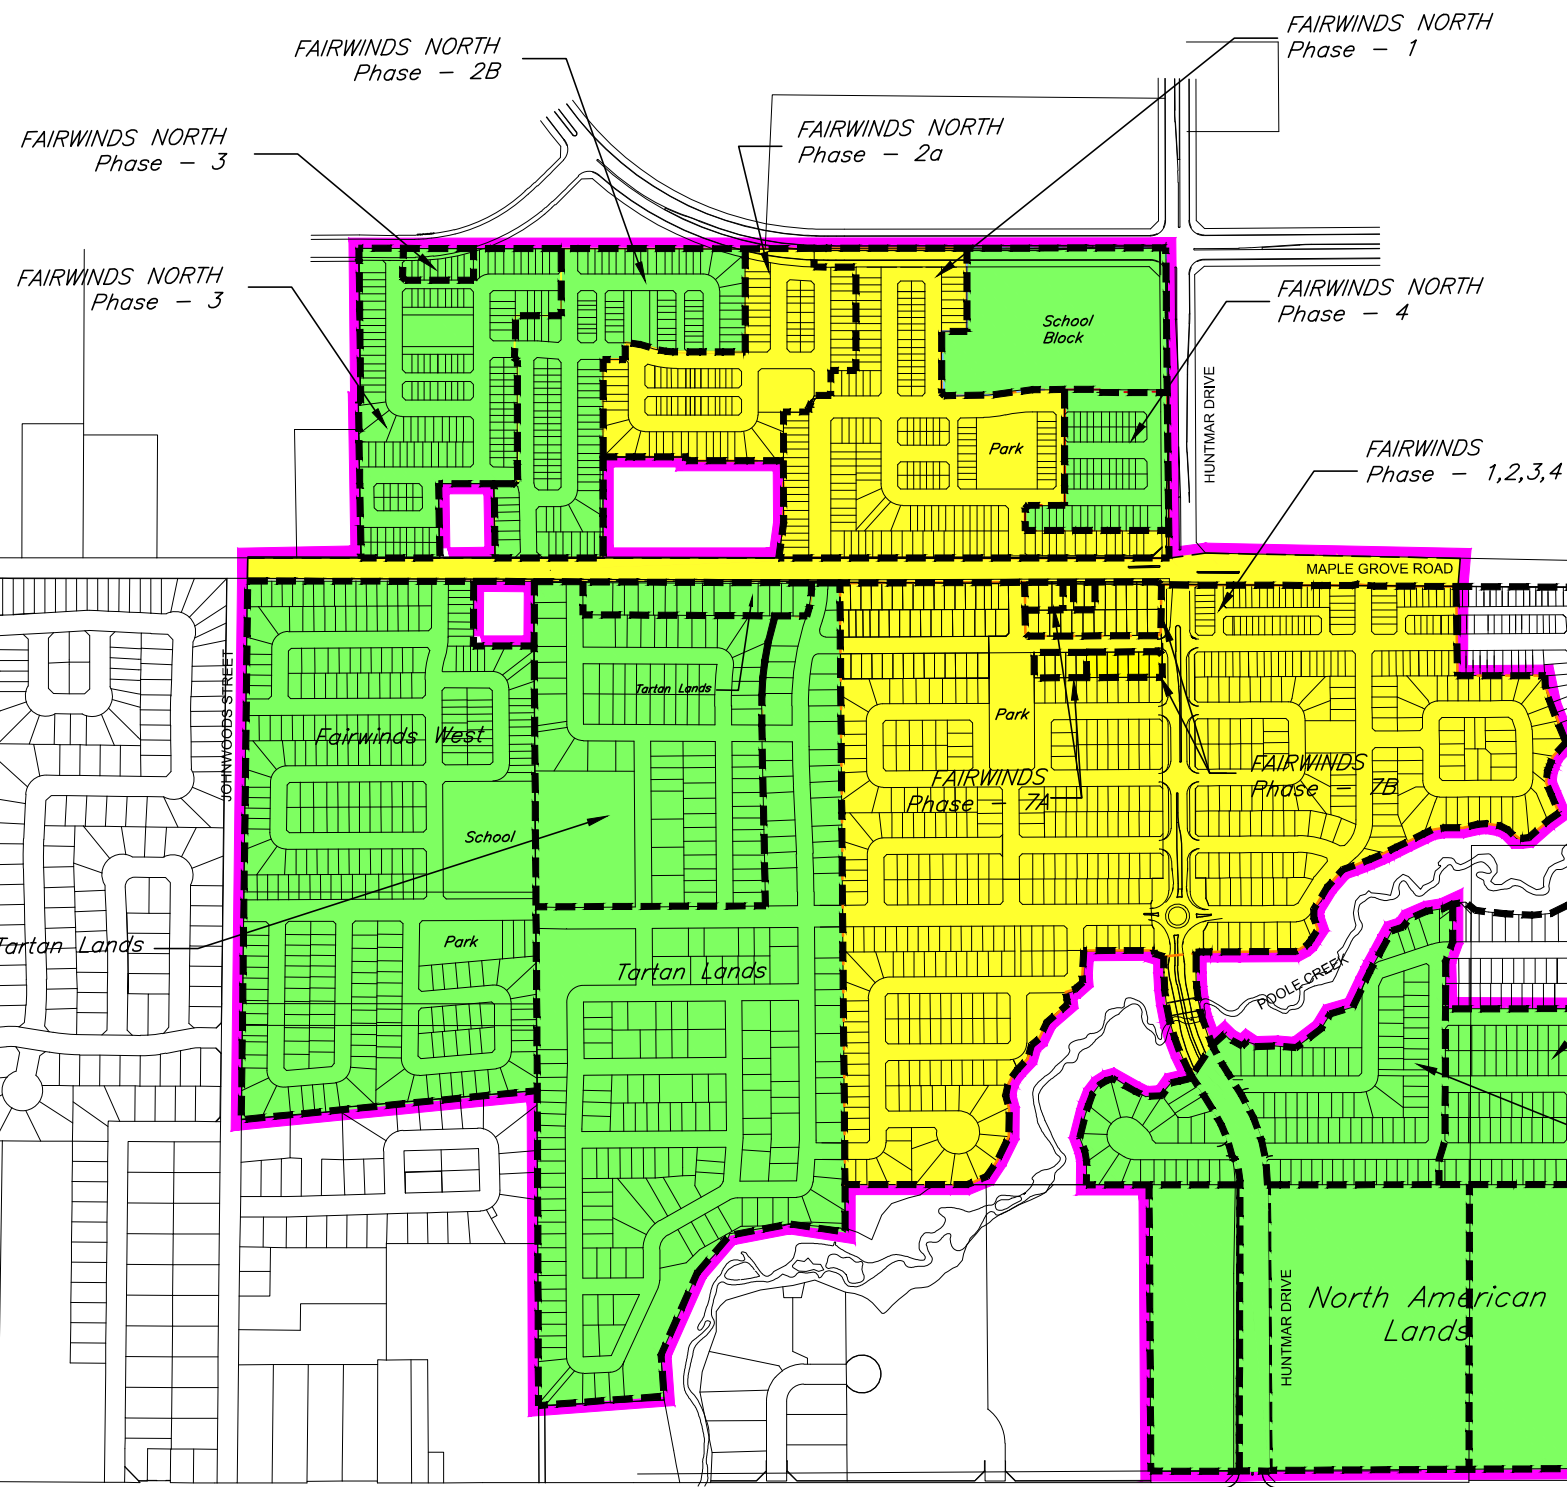 FAIRWINDS NORTH
Phase - 1
FAIRWINDS NORTH
Phase - 2B
FAIRWINDS NORTH
Phase - 2a
FAIRWINDS NORTH
Phase - 3
FAIRWINDS NORTH
Phase - 3
FAIRWINDS NORTH
Phase - 4
School
Block
HUNTMAR DRIVE
Park
FAIRWINDS
Phase - 1,2,3,4
MAPLE GROVE ROAD
JOHNWOODS STREET
Tartan Lands
Fairwinds West
Park
FAIRWINDS
Phase - 7A
FAIRWINDS
Phase - 7B
School
Tartan Lands
Park
Tartan Lands
POOLE CREEK
HUNTMAR DRIVE
North American
Lands